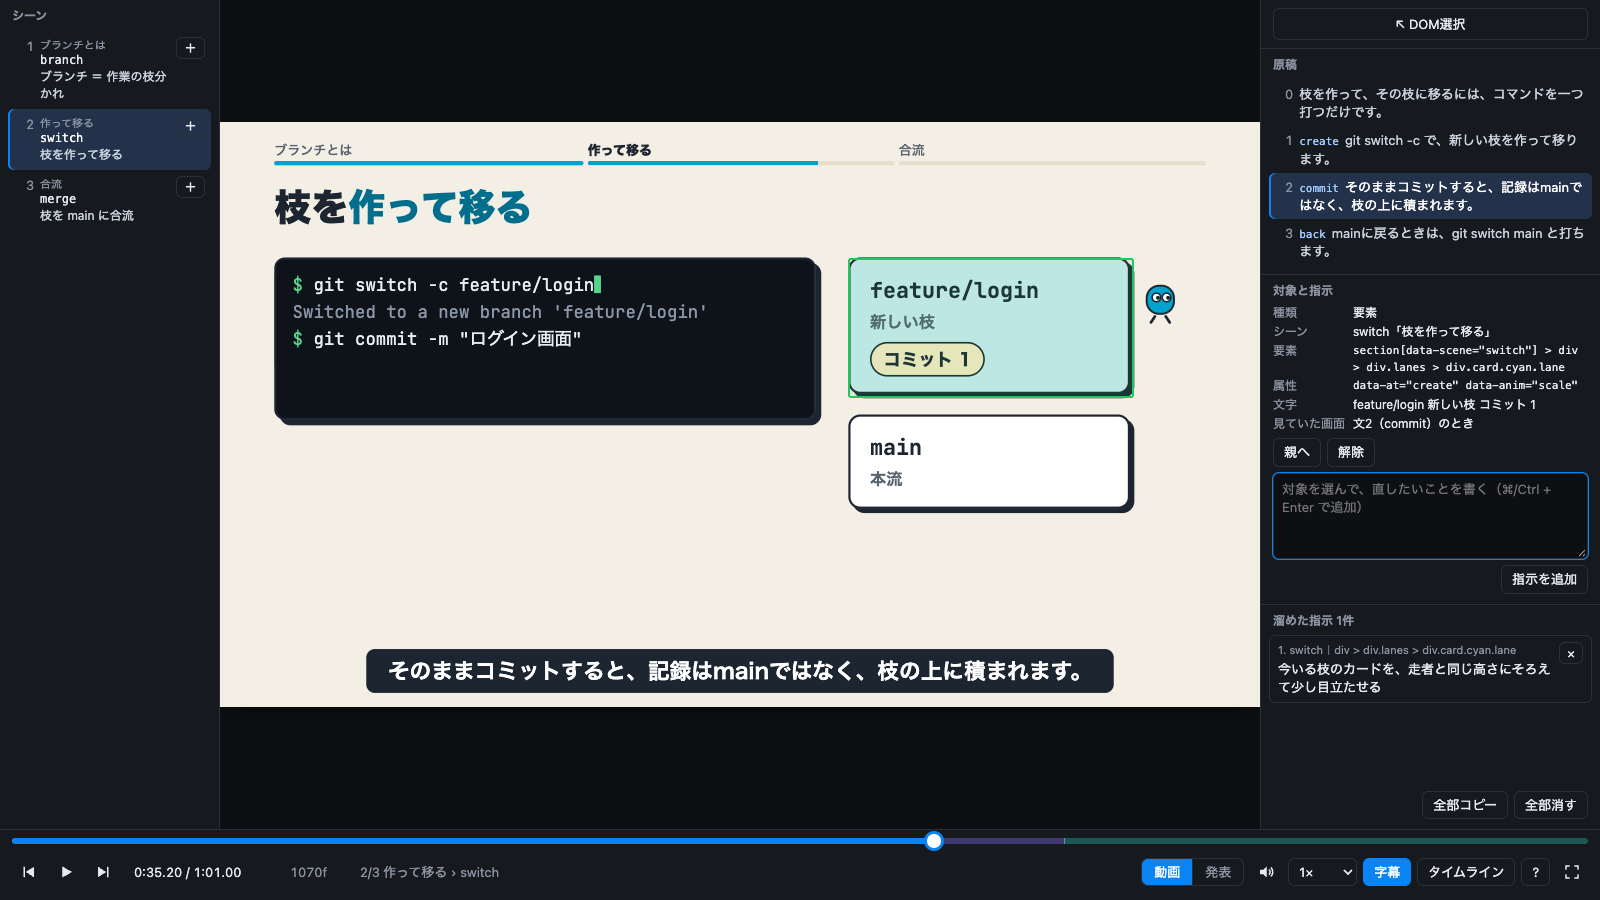 シーン
1 ブランチとは
branch
ブランチ = 作業の枝分
かれ
+
2 作って移る
switch
枝を作って移る
+
3 合流
merge
枝を main に合流
+
ブランチとは
作って移る
合流
枝を作って移る
$ git switch -c feature/login
Switched to a new branch 'feature/login'
$ git commit -m "ログイン画面"
feature/login
新しい枝
コミット 1
main
本流
そのままコミットすると、記録はmainではなく、枝の上に積まれます。
DOM選択
原稿
0 枝を作って、その枝に移るには、コマンドを一つ
打つだけです。
1 create git switch -c で、新しい枝を作って移り
ます。
2 commit そのままコミットすると、記録はmainで
はなく、枝の上に積まれます。
3 back mainに戻るときは、git switch main と打ち
ます。
対象と指示
種類 要素
シーン switch「枝を作って移る」
要素 section[data-scene="switch"] > div
> div.lanes > div.card.cyan.lane
属性 data-at="create" data-anim="scale"
文字 feature/login 新しい枝 コミット 1
見ていた画面 文2（commit）のとき
親へ 解除
対象を選んで、直したいことを書く（⌘/Ctrl +
Enter で追加）
指示を追加
溜めた指示 1件
1. switch | div > div.lanes > div.card.cyan.lane
今いる枝のカードを、走者と同じ高さにそろえ
て少し目立たせる
×
全部コピー 全部消す
0:35.20 / 1:01.00 1070f 2/3 作って移る › switch
動画 発表 1× 字幕 タイムライン ?